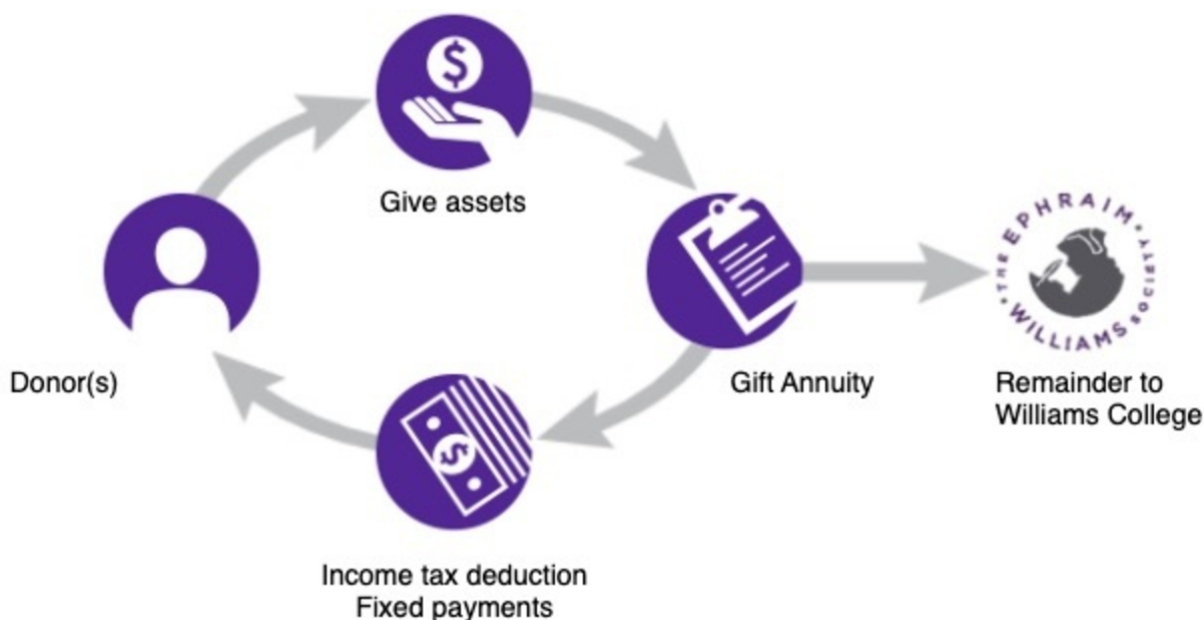 Give assets
THE EPHRAIM
WILLIAMS SOCIETY
Donor(s)
Gift Annuity
Remainder to
Williams College
Income tax deduction
Fixed payments
$
$